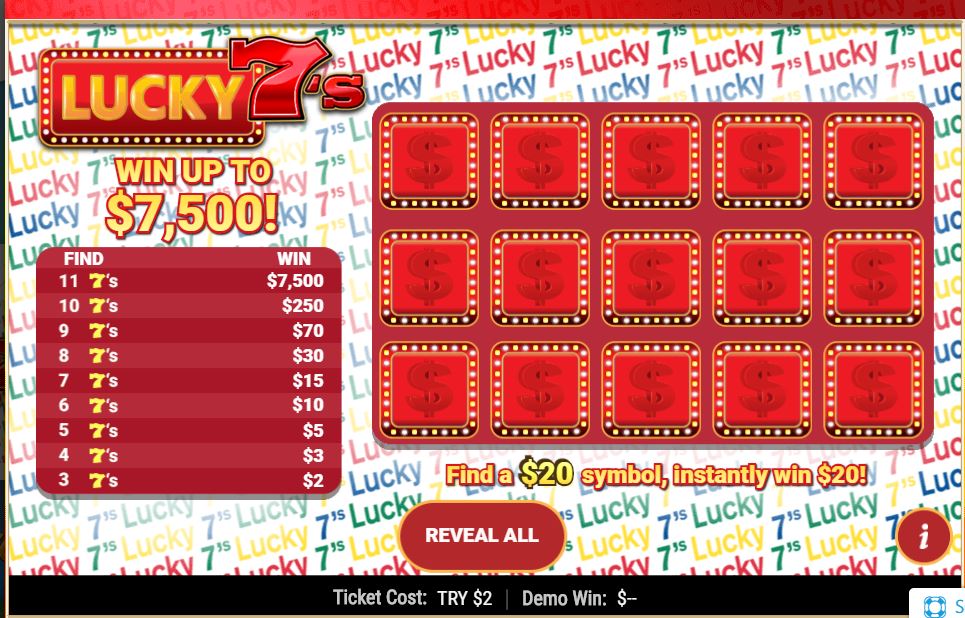 LUCKY 7's
WIN UP TO
$7,500!
FIND WIN
11 7's $7,500
10 7's $250
9 7's $70
8 7's $30
7 7's $15
6 7's $10
5 7's $5
4 7's $3
3 7's $2
$ $ $ $ $
$ $ $ $ $
$ $ $ $ $
Find a $20 symbol, instantly win $20!
REVEAL ALL
i
Ticket Cost: TRY $2 | Demo Win: $--
S